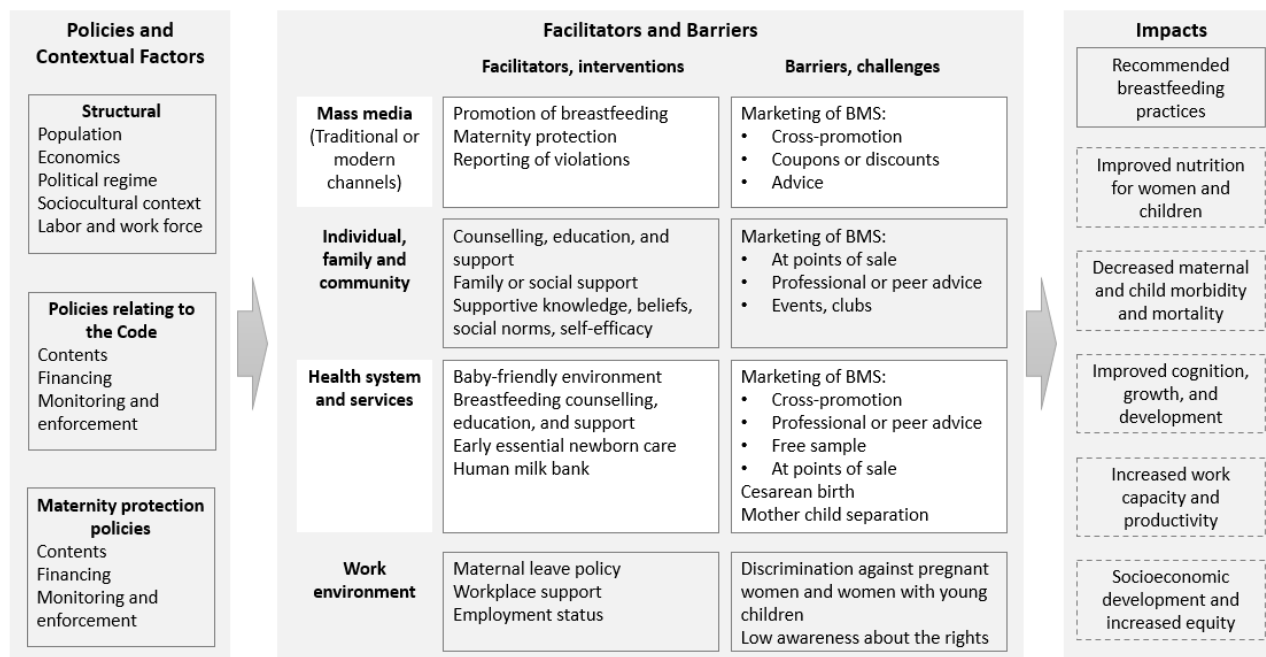 Policies and
Contextual Factors
Structural
Population
Economics
Political regime
Sociocultural context
Labor and work force
Policies relating to
the Code
Contents
Financing
Monitoring and
enforcement
Maternity protection
policies
Contents
Financing
Monitoring and
enforcement
Facilitators and Barriers
Facilitators, interventions
Barriers, challenges
Mass media
(Traditional or
modern
channels)
Promotion of breastfeeding
Maternity protection
Reporting of violations
Marketing of BMS:
• Cross-promotion
• Coupons or discounts
• Advice
Individual,
family and
community
Counselling, education, and
support
Family or social support
Supportive knowledge, beliefs,
social norms, self-efficacy
Marketing of BMS:
• At points of sale
• Professional or peer advice
• Events, clubs
Health system
and services
Baby-friendly environment
Breastfeeding counselling,
education, and support
Early essential newborn care
Human milk bank
Marketing of BMS:
• Cross-promotion
• Professional or peer advice
• Free sample
• At points of sale
Cesarean birth
Mother child separation
Work
environment
Maternal leave policy
Workplace support
Employment status
Discrimination against pregnant
women and women with young
children
Low awareness about the rights
Impacts
Recommended
breastfeeding
practices
Improved nutrition
for women and
children
Decreased maternal
and child morbidity
and mortality
Improved cognition,
growth, and
development
Increased work
capacity and
productivity
Socioeconomic
development and
increased equity